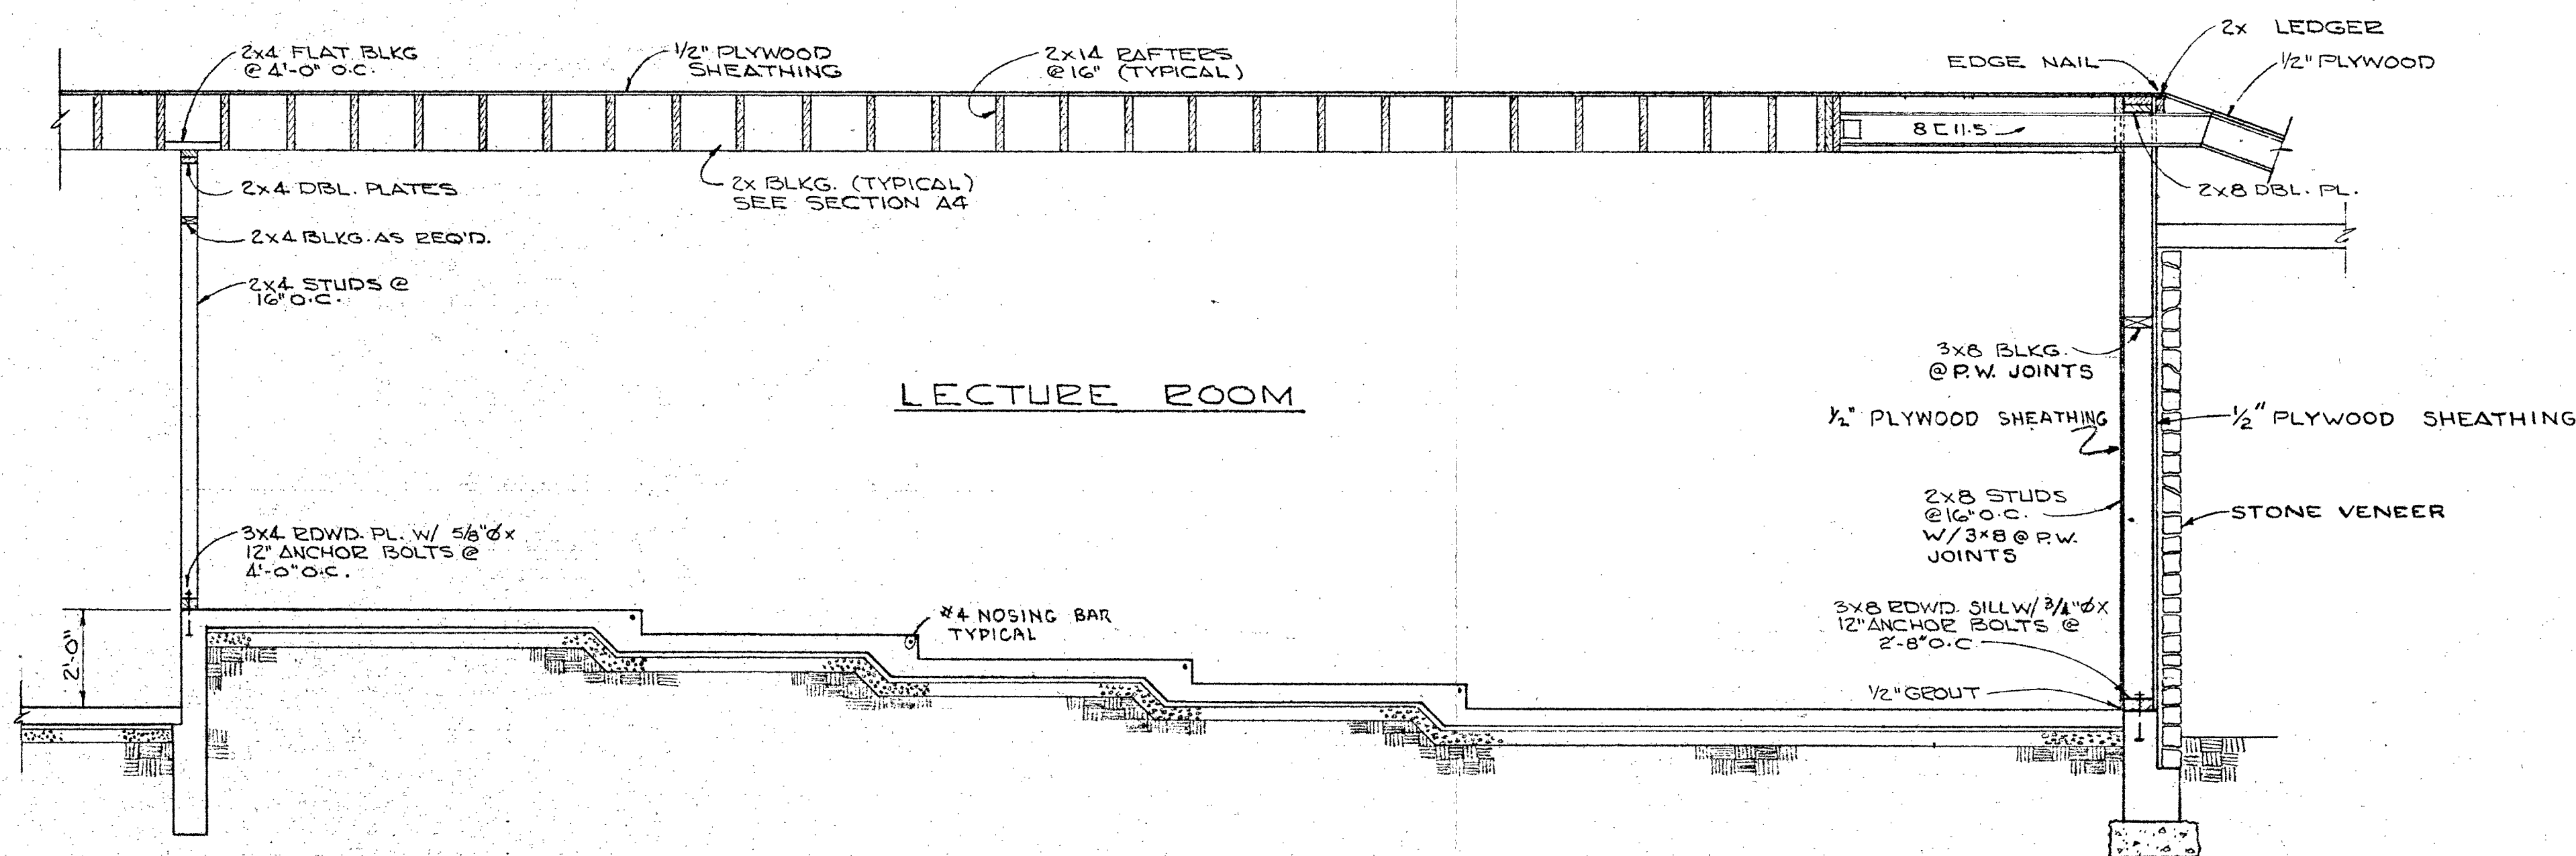 2x4 FLAT BLKG
@ 4'-0" O.C.
1/2" PLYWOOD
SHEATHING
2x14 RAFTERS
@16" (TYPICAL)
2x LEDGER
EDGE NAIL
1/2" PLYWOOD
8 [ 11.5
2x4 DBL. PLATES
2x BLKG. (TYPICAL)
SEE SECTION A4
2x8 DBL. PL.
2x4 BLKG. AS REQ'D.
2x4 STUDS @
16" O.C.
3x8 BLKG.
@ P.W. JOINTS
LECTURE ROOM
1/2" PLYWOOD SHEATHING
1/2" PLYWOOD SHEATHING
2x8 STUDS
@16" O.C.
W/ 3x8 @ P.W.
JOINTS
STONE VENEER
3x4 RDWD. PL. W/ 5/8"Ø x
12" ANCHOR BOLTS @
4'-0" O.C.
#4 NOSING BAR
TYPICAL
3x8 RDWD. SILL W/ 3/4"Ø x
12" ANCHOR BOLTS @
2'-8" O.C.
2'-0"
1/2" GROUT